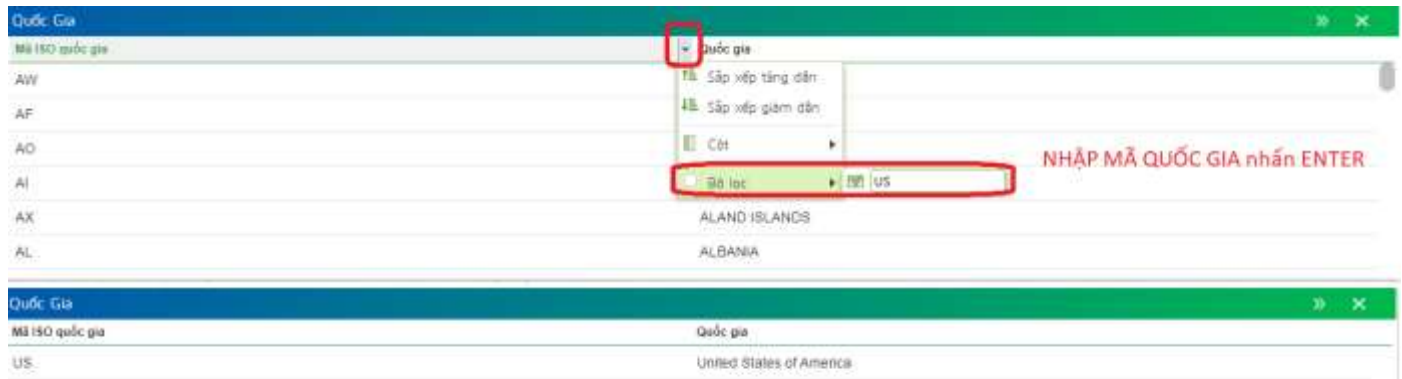 Quốc Gia
Mã ISO quốc gia Quốc gia
AW Sắp xếp tăng dần
AF Sắp xếp giảm dần
AO Cột
NHẬP MÃ QUỐC GIA nhấn ENTER
AI Bộ lọc US
AX ALAND ISLANDS
AL ALBANIA
Quốc Gia
Mã ISO quốc gia Quốc gia
US United States of America